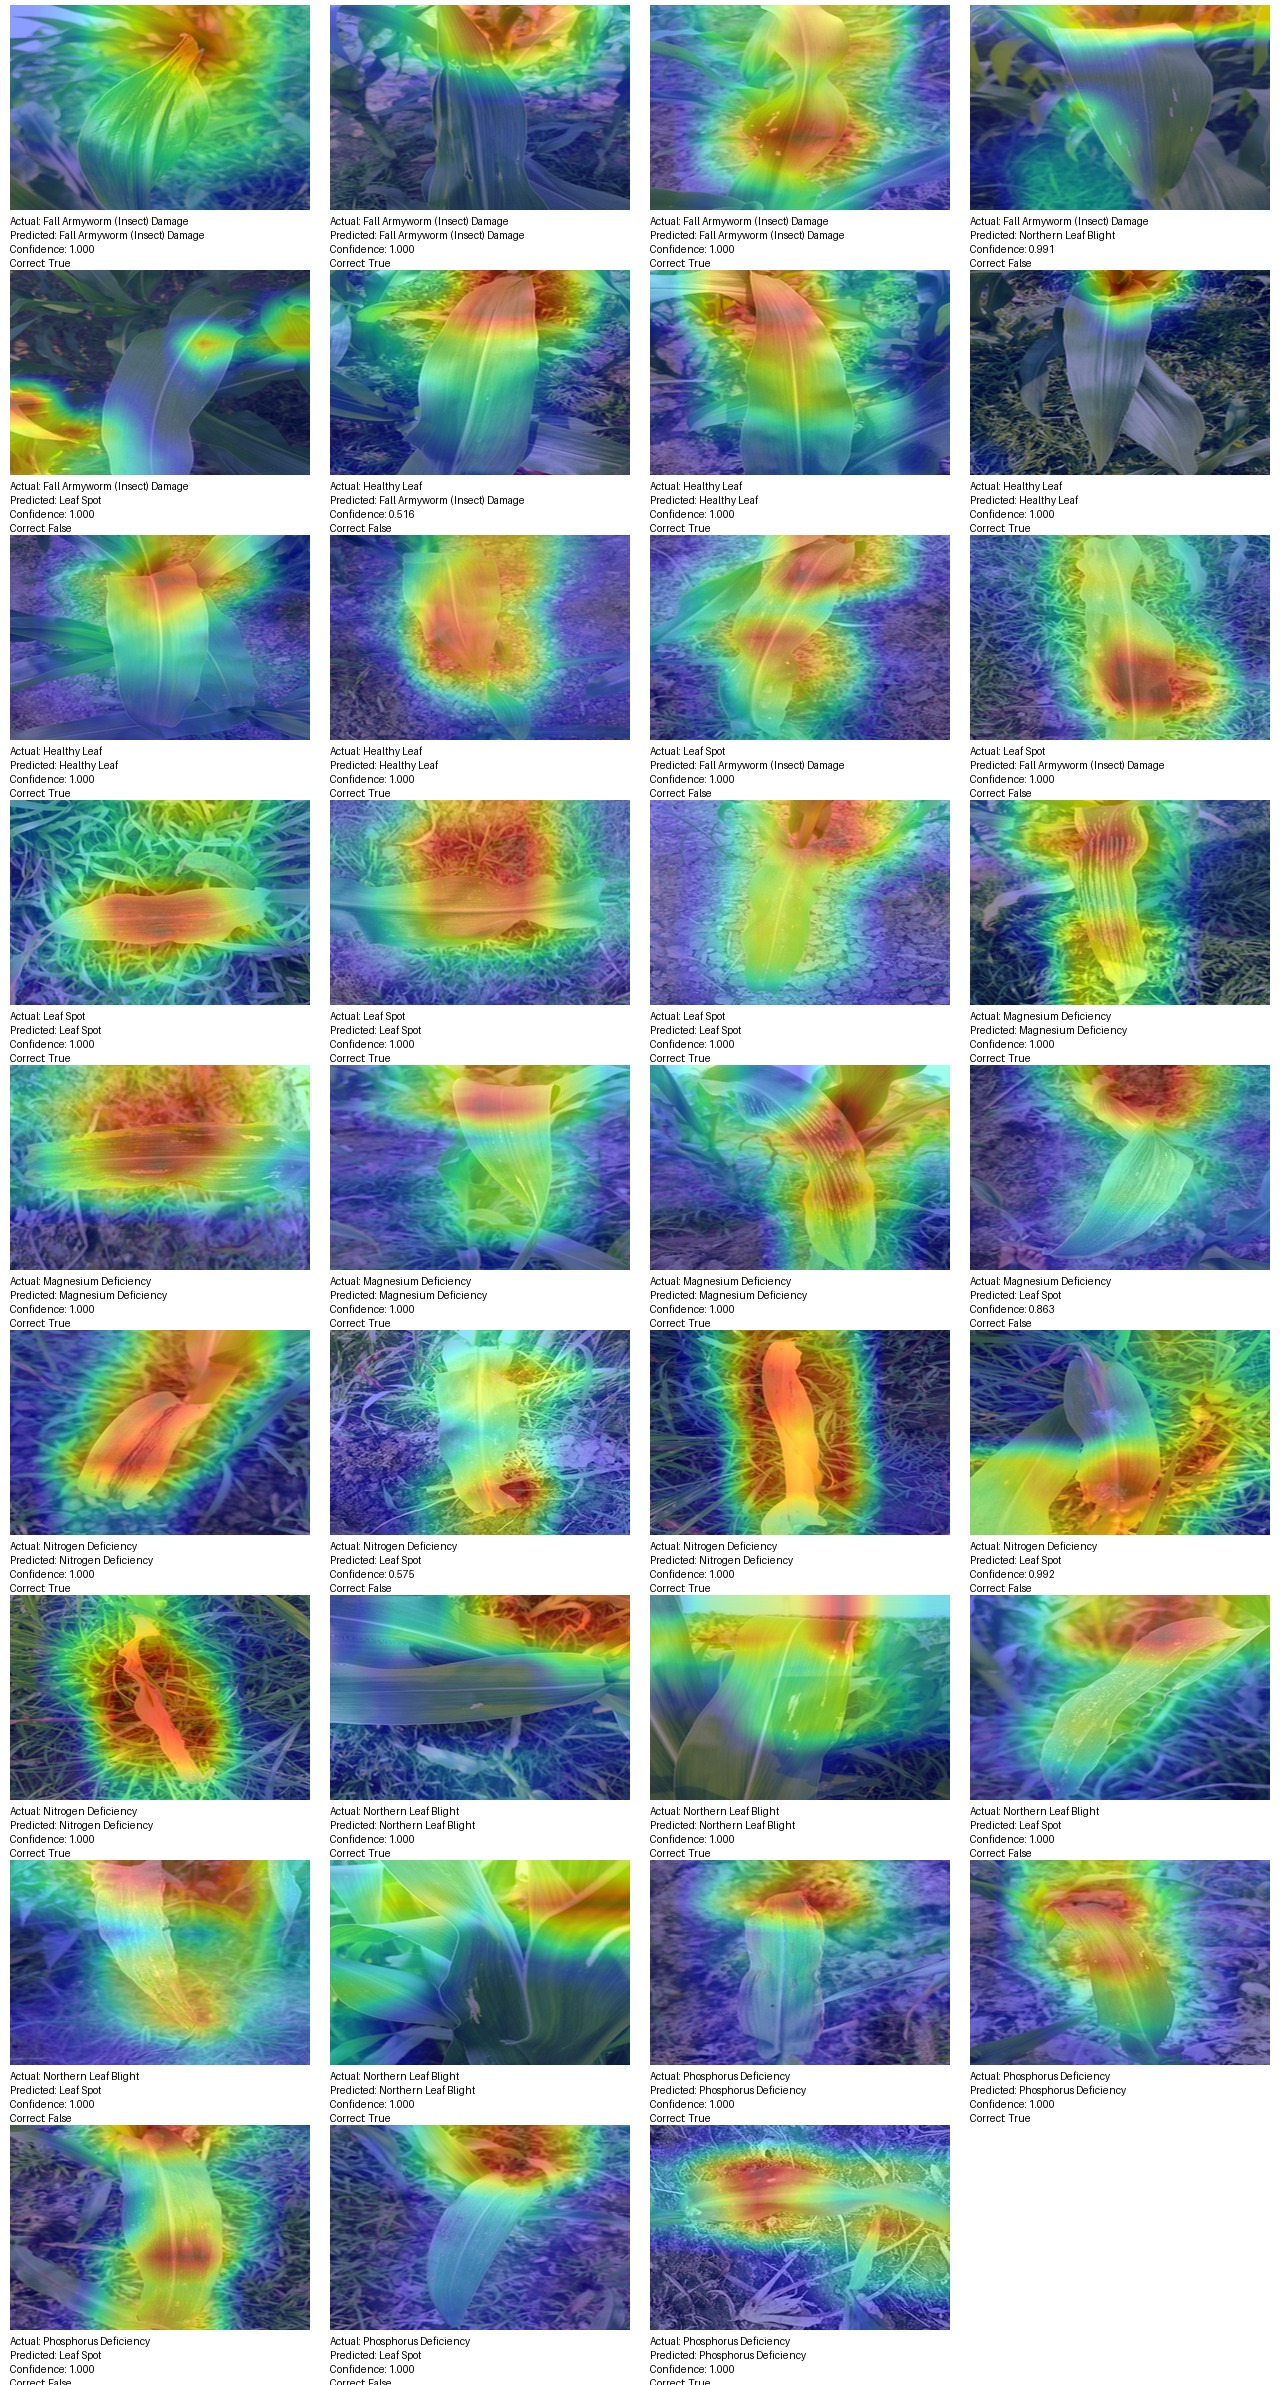 Actual: Fall Armyworm (Insect) Damage
Predicted: Fall Armyworm (Insect) Damage
Confidence: 1.000
Correct: True
Actual: Fall Armyworm (Insect) Damage
Predicted: Fall Armyworm (Insect) Damage
Confidence: 1.000
Correct: True
Actual: Fall Armyworm (Insect) Damage
Predicted: Fall Armyworm (Insect) Damage
Confidence: 1.000
Correct: True
Actual: Fall Armyworm (Insect) Damage
Predicted: Northern Leaf Blight
Confidence: 0.991
Correct: False
Actual: Fall Armyworm (Insect) Damage
Predicted: Leaf Spot
Confidence: 1.000
Correct: False
Actual: Healthy Leaf
Predicted: Fall Armyworm (Insect) Damage
Confidence: 0.516
Correct: False
Actual: Healthy Leaf
Predicted: Healthy Leaf
Confidence: 1.000
Correct: True
Actual: Healthy Leaf
Predicted: Healthy Leaf
Confidence: 1.000
Correct: True
Actual: Healthy Leaf
Predicted: Healthy Leaf
Confidence: 1.000
Correct: True
Actual: Healthy Leaf
Predicted: Healthy Leaf
Confidence: 1.000
Correct: True
Actual: Leaf Spot
Predicted: Fall Armyworm (Insect) Damage
Confidence: 1.000
Correct: False
Actual: Leaf Spot
Predicted: Fall Armyworm (Insect) Damage
Confidence: 1.000
Correct: False
Actual: Leaf Spot
Predicted: Leaf Spot
Confidence: 1.000
Correct: True
Actual: Leaf Spot
Predicted: Leaf Spot
Confidence: 1.000
Correct: True
Actual: Leaf Spot
Predicted: Leaf Spot
Confidence: 1.000
Correct: True
Actual: Magnesium Deficiency
Predicted: Magnesium Deficiency
Confidence: 1.000
Correct: True
Actual: Magnesium Deficiency
Predicted: Magnesium Deficiency
Confidence: 1.000
Correct: True
Actual: Magnesium Deficiency
Predicted: Magnesium Deficiency
Confidence: 1.000
Correct: True
Actual: Magnesium Deficiency
Predicted: Magnesium Deficiency
Confidence: 1.000
Correct: True
Actual: Magnesium Deficiency
Predicted: Leaf Spot
Confidence: 0.863
Correct: False
Actual: Nitrogen Deficiency
Predicted: Nitrogen Deficiency
Confidence: 1.000
Correct: True
Actual: Nitrogen Deficiency
Predicted: Leaf Spot
Confidence: 0.575
Correct: False
Actual: Nitrogen Deficiency
Predicted: Nitrogen Deficiency
Confidence: 1.000
Correct: True
Actual: Nitrogen Deficiency
Predicted: Leaf Spot
Confidence: 0.992
Correct: False
Actual: Nitrogen Deficiency
Predicted: Nitrogen Deficiency
Confidence: 1.000
Correct: True
Actual: Northern Leaf Blight
Predicted: Northern Leaf Blight
Confidence: 1.000
Correct: True
Actual: Northern Leaf Blight
Predicted: Northern Leaf Blight
Confidence: 1.000
Correct: True
Actual: Northern Leaf Blight
Predicted: Leaf Spot
Confidence: 1.000
Correct: False
Actual: Northern Leaf Blight
Predicted: Leaf Spot
Confidence: 1.000
Correct: False
Actual: Northern Leaf Blight
Predicted: Northern Leaf Blight
Confidence: 1.000
Correct: True
Actual: Phosphorus Deficiency
Predicted: Phosphorus Deficiency
Confidence: 1.000
Correct: True
Actual: Phosphorus Deficiency
Predicted: Phosphorus Deficiency
Confidence: 1.000
Correct: True
Actual: Phosphorus Deficiency
Predicted: Leaf Spot
Confidence: 1.000
Correct: False
Actual: Phosphorus Deficiency
Predicted: Leaf Spot
Confidence: 1.000
Correct: False
Actual: Phosphorus Deficiency
Predicted: Phosphorus Deficiency
Confidence: 1.000
Correct: True